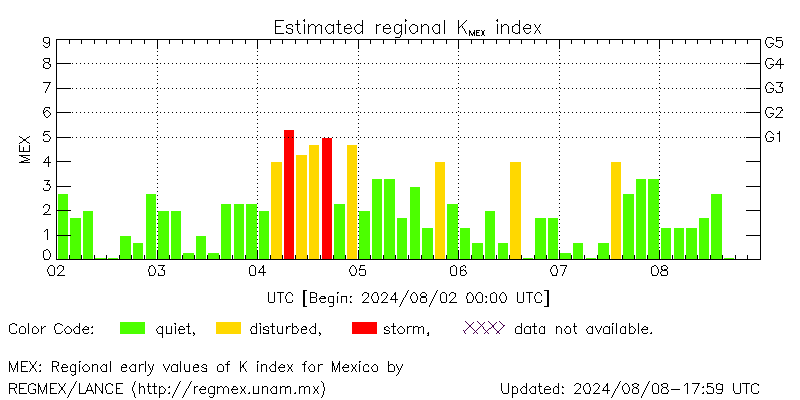 Estimated regional KMEX index
9 G5
8 G4
7 G3
6 G2
5 G1
4
3
2
1
0
MEX
02 03 04 05 06 07 08
UTC [Begin: 2024/08/02 00:00 UTC]
Color Code: quiet, disturbed, storm, data not available.
MEX: Regional early values of K index for Mexico by
REGMEX/LANCE (http://regmex.unam.mx) Updated: 2024/08/08-17:59 UTC